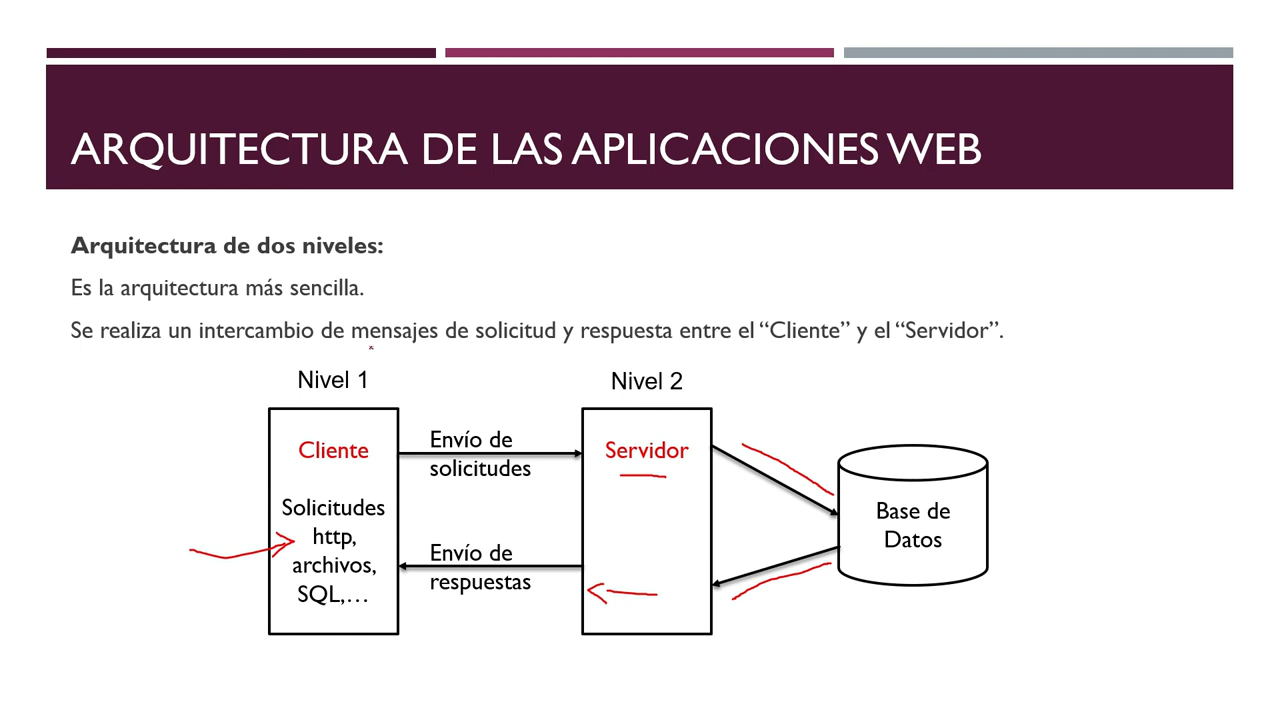 ARQUITECTURA DE LAS APLICACIONES WEB
Arquitectura de dos niveles:
Es la arquitectura más sencilla.
Se realiza un intercambio de mensajes de solicitud y respuesta entre el “Cliente” y el “Servidor”.
Nivel 1
Nivel 2
Cliente
Solicitudes
http,
archivos,
SQL,…
Envío de
solicitudes
Envío de
respuestas
Servidor
Base de
Datos